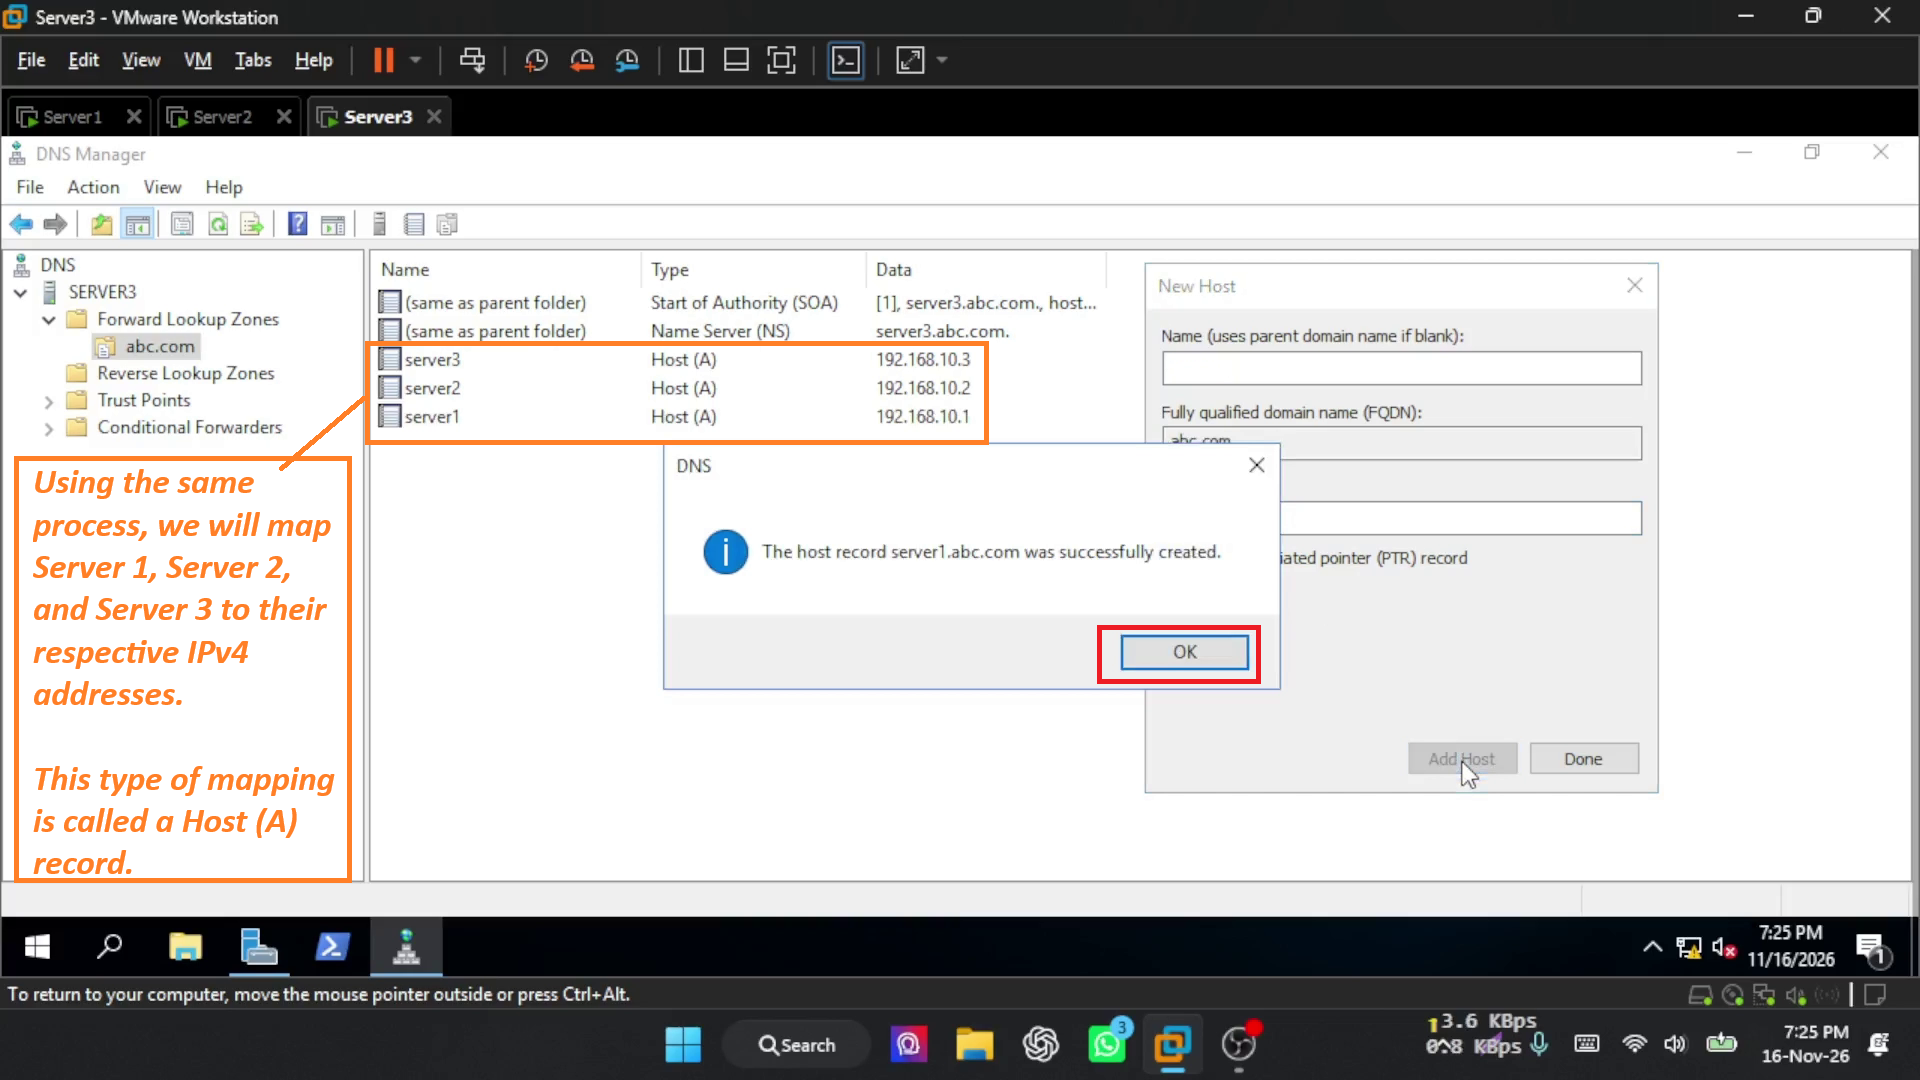 Server3 - VMware Workstation
File Edit View VM Tabs Help
Server1 Server2 Server3
DNS Manager
File Action View Help
DNS
SERVER3
Forward Lookup Zones
abc.com
Reverse Lookup Zones
Trust Points
Conditional Forwarders
Name Type Data
(same as parent folder) Start of Authority (SOA) [1], server3.abc.com., host...
(same as parent folder) Name Server (NS) server3.abc.com.
server3 Host (A) 192.168.10.3
server2 Host (A) 192.168.10.2
server1 Host (A) 192.168.10.1
Using the same
process, we will map
Server 1, Server 2,
and Server 3 to their
respective IPv4
addresses.
This type of mapping
is called a Host (A)
record.
New Host
Name (uses parent domain name if blank):
Fully qualified domain name (FQDN):
abc.com.
iated pointer (PTR) record
Add Host Done
DNS
The host record server1.abc.com was successfully created.
OK
7:25 PM
11/16/2026
1
To return to your computer, move the mouse pointer outside or press Ctrl+Alt.
Search
3
3.6 KBps
0.8 KBps
7:25 PM
16-Nov-26